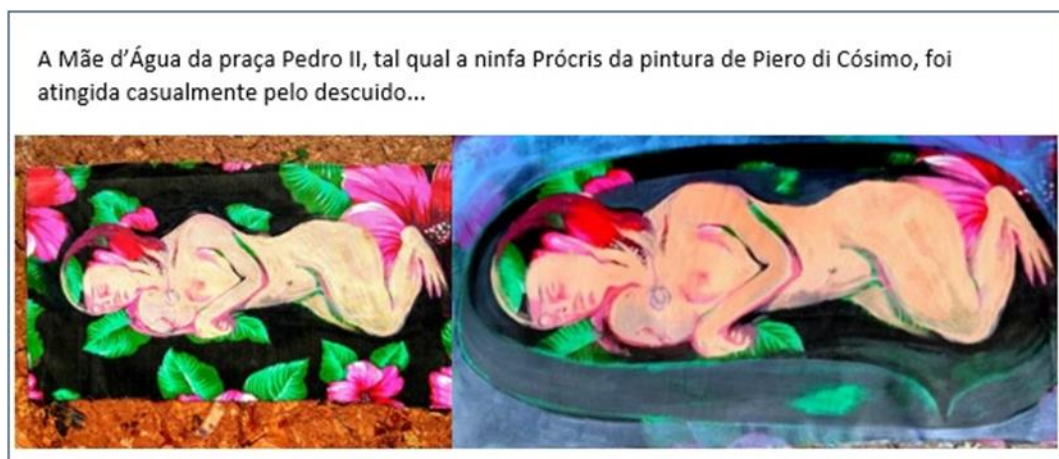 A Mãe d’Água da praça Pedro II, tal qual a ninfa Prócris da pintura de Piero di Cósimo, foi
atingida casualmente pelo descuido...